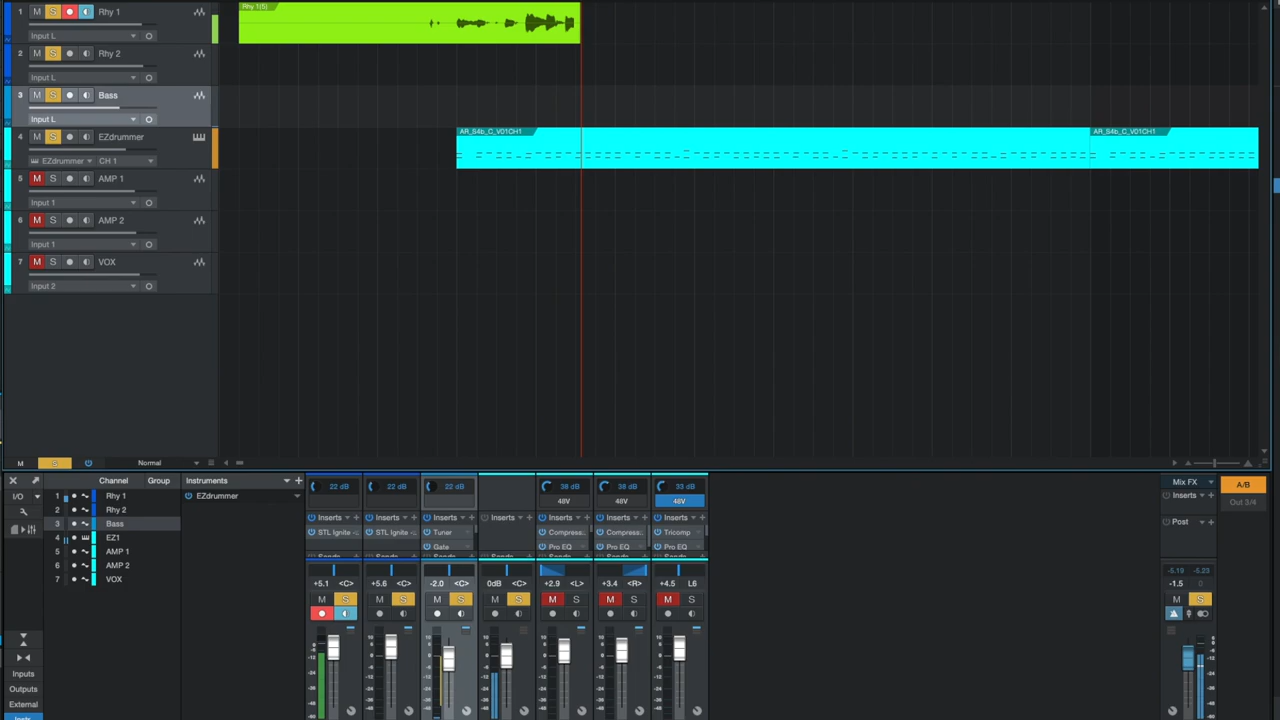 1 M S Rhy 1 Rhy 1(5)
Input L
2 M S Rhy 2
Input L
3 M S Bass
Input L
4 M S EZdrummer AR_S4b_C_V01CH1 AR_S4b_C_V01CH1
EZdrummer CH 1
5 M S AMP 1
Input 1
6 M S AMP 2
Input 1
7 M S VOX
Input 2
M S Normal
Channel Group Instruments + 22 dB 22 dB 22 dB 38 dB 38 dB 33 dB Mix FX A/B
I/O 1 Rhy 1 EZdrummer 48V 48V 48V Inserts + Out 3/4
2 Rhy 2
3 Bass Inserts + Inserts + Inserts + Inserts + Inserts + Inserts + Inserts + Post +
4 EZ1 STL Ignite - STL Ignite - Tuner Compress. Compress. Tricomp
5 AMP 1 Gate Pro EQ Pro EQ Pro EQ
6 AMP 2
7 VOX
+5.1 <C> +5.6 <C> -2.0 <C> 0dB <C> +2.9 <L> +3.4 <R> +4.5 L6 -5.19 -5.23
-1.5 0
M S M S M S M S M S M S M S M S
Inputs
Outputs
External